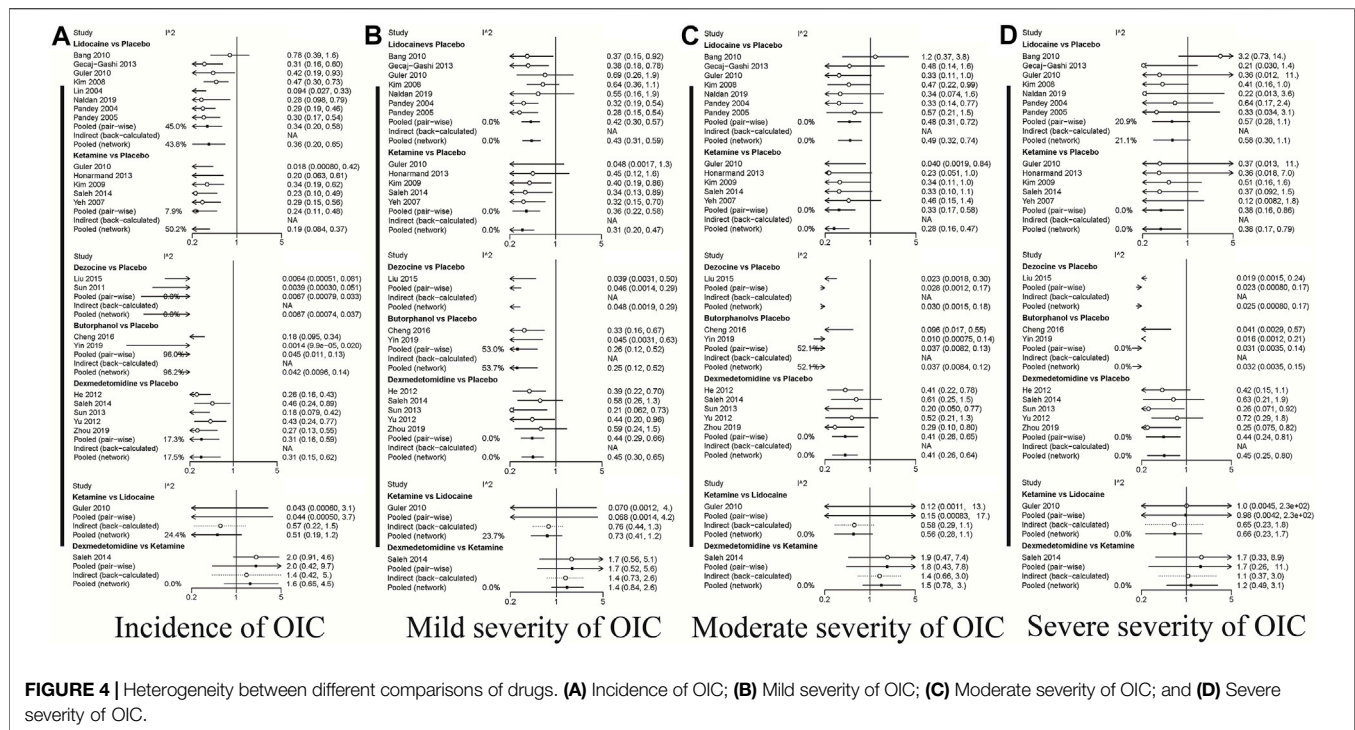 A
Study I^2
Lidocaine vs Placebo
Bang 2010 0.78 (0.39, 1.6)
Gecaj-Gashi 2013 0.31 (0.16, 0.60)
Guler 2010 0.42 (0.19, 0.93)
Kim 2008 0.47 (0.30, 0.73)
Lin 2004 0.094 (0.027, 0.33)
Naldan 2019 0.28 (0.098, 0.79)
Pandey 2004 0.29 (0.19, 0.46)
Pandey 2005 0.30 (0.17, 0.54)
Pooled (pair-wise) 45.0% 0.34 (0.20, 0.58)
Indirect (back-calculated) NA
Pooled (network) 43.8% 0.36 (0.20, 0.65)
Ketamine vs Placebo
Guler 2010 0.018 (0.00080, 0.42)
Honarmand 2013 0.20 (0.063, 0.61)
Kim 2009 0.34 (0.19, 0.62)
Saleh 2014 0.23 (0.10, 0.49)
Yeh 2007 0.29 (0.15, 0.56)
Pooled (pair-wise) 7.9% 0.24 (0.11, 0.48)
Indirect (back-calculated) NA
Pooled (network) 50.2% 0.19 (0.084, 0.37)
0.2 1 5
Dezocine vs Placebo
Liu 2015 0.0064 (0.00051, 0.081)
Sun 2011 0.0039 (0.00030, 0.051)
Pooled (pair-wise) 0.0% 0.0067 (0.00079, 0.033)
Indirect (back-calculated) NA
Pooled (network) 0.0% 0.0067 (0.00074, 0.037)
Butorphanol vs Placebo
Cheng 2016 0.18 (0.095, 0.34)
Yin 2019 0.0014 (9.9e-05, 0.020)
Pooled (pair-wise) 96.0% 0.045 (0.011, 0.13)
Indirect (back-calculated) NA
Pooled (network) 96.2% 0.042 (0.0096, 0.14)
Dexmedetomidine vs Placebo
He 2012 0.26 (0.16, 0.43)
Saleh 2014 0.46 (0.24, 0.89)
Sun 2013 0.18 (0.079, 0.42)
Yu 2012 0.43 (0.24, 0.77)
Zhou 2019 0.27 (0.13, 0.55)
Pooled (pair-wise) 17.3% 0.31 (0.16, 0.59)
Indirect (back-calculated) NA
Pooled (network) 17.5% 0.31 (0.15, 0.62)
0.2 1 5
Study I^2
Ketamine vs Lidocaine
Guler 2010 0.043 (0.00060, 3.1)
Pooled (pair-wise) 0.044 (0.00050, 3.7)
Indirect (back-calculated) 0.57 (0.22, 1.5)
Pooled (network) 24.4% 0.51 (0.19, 1.2)
Dexmedetomidine vs Ketamine
Saleh 2014 2.0 (0.91, 4.6)
Pooled (pair-wise) 2.0 (0.42, 9.7)
Indirect (back-calculated) 1.4 (0.42, 5.)
Pooled (network) 0.0% 1.6 (0.65, 4.5)
0.2 1 5
Incidence of OIC
B
Study I^2
Lidocainevs Placebo
Bang 2010 0.37 (0.15, 0.92)
Gecaj-Gashi 2013 0.38 (0.18, 0.78)
Guler 2010 0.69 (0.26, 1.9)
Kim 2008 0.64 (0.36, 1.1)
Naldan 2019 0.55 (0.16, 1.9)
Pandey 2004 0.32 (0.19, 0.54)
Pandey 2005 0.28 (0.15, 0.54)
Pooled (pair-wise) 0.0% 0.42 (0.30, 0.57)
Indirect (back-calculated) NA
Pooled (network) 0.0% 0.43 (0.31, 0.59)
Ketamine vs Placebo
Guler 2010 0.048 (0.0017, 1.3)
Honarmand 2013 0.45 (0.12, 1.6)
Kim 2009 0.40 (0.19, 0.86)
Saleh 2014 0.34 (0.13, 0.89)
Yeh 2007 0.32 (0.15, 0.70)
Pooled (pair-wise) 0.0% 0.36 (0.22, 0.58)
Indirect (back-calculated) NA
Pooled (network) 0.0% 0.31 (0.20, 0.47)
0.2 1 5
Dezocine vs Placebo
Liu 2015 0.039 (0.0031, 0.50)
Pooled (pair-wise) 0.046 (0.0014, 0.29)
Indirect (back-calculated) NA
Pooled (network) 0.048 (0.0019, 0.29)
Butorphanol vs Placebo
Cheng 2016 0.33 (0.16, 0.67)
Yin 2019 0.045 (0.0031, 0.63)
Pooled (pair-wise) 53.0% 0.26 (0.12, 0.52)
Indirect (back-calculated) NA
Pooled (network) 53.7% 0.25 (0.12, 0.52)
Dexmedetomidine vs Placebo
He 2012 0.39 (0.22, 0.70)
Saleh 2014 0.58 (0.26, 1.3)
Sun 2013 0.21 (0.062, 0.73)
Yu 2012 0.44 (0.20, 0.96)
Zhou 2019 0.59 (0.24, 1.5)
Pooled (pair-wise) 0.0% 0.44 (0.29, 0.66)
Indirect (back-calculated) NA
Pooled (network) 0.0% 0.45 (0.30, 0.65)
0.2 1 5
Study I^2
Ketamine vs Lidocaine
Guler 2010 0.070 (0.0012, 4.)
Pooled (pair-wise) 0.068 (0.0014, 4.2)
Indirect (back-calculated) 0.76 (0.44, 1.3)
Pooled (network) 23.7% 0.73 (0.41, 1.2)
Dexmedetomidine vs Ketamine
Saleh 2014 1.7 (0.56, 5.1)
Pooled (pair-wise) 1.7 (0.52, 5.6)
Indirect (back-calculated) 1.4 (0.73, 2.6)
Pooled (network) 0.0% 1.4 (0.84, 2.6)
0.2 1 5
Mild severity of OIC
C
Study I^2
Lidocaine vs Placebo
Bang 2010 1.2 (0.37, 3.8)
Gecaj-Gashi 2013 0.48 (0.14, 1.6)
Guler 2010 0.33 (0.11, 1.0)
Kim 2008 0.47 (0.22, 0.99)
Naldan 2019 0.34 (0.074, 1.6)
Pandey 2004 0.33 (0.14, 0.77)
Pandey 2005 0.57 (0.21, 1.5)
Pooled (pair-wise) 0.0% 0.48 (0.31, 0.72)
Indirect (back-calculated) NA
Pooled (network) 0.0% 0.49 (0.32, 0.74)
Ketamine vs Placebo
Guler 2010 0.040 (0.0019, 0.84)
Honarmand 2013 0.23 (0.051, 1.0)
Kim 2009 0.34 (0.11, 1.0)
Saleh 2014 0.33 (0.10, 1.1)
Yeh 2007 0.46 (0.15, 1.4)
Pooled (pair-wise) 0.0% 0.33 (0.17, 0.58)
Indirect (back-calculated) NA
Pooled (network) 0.0% 0.28 (0.16, 0.47)
0.2 1 5
Dezocine vs Placebo
Liu 2015 0.023 (0.0018, 0.30)
Pooled (pair-wise) 0.028 (0.0012, 0.17)
Indirect (back-calculated) NA
Pooled (network) 0.030 (0.0015, 0.18)
Butorphanolvs Placebo
Cheng 2016 0.096 (0.017, 0.55)
Yin 2019 0.010 (0.00075, 0.14)
Pooled (pair-wise) 52.1% 0.037 (0.0082, 0.13)
Indirect (back-calculated) NA
Pooled (network) 52.1% 0.037 (0.0084, 0.12)
Dexmedetomidine vs Placebo
He 2012 0.41 (0.22, 0.78)
Saleh 2014 0.61 (0.25, 1.5)
Sun 2013 0.20 (0.050, 0.77)
Yu 2012 0.52 (0.21, 1.3)
Zhou 2019 0.29 (0.10, 0.80)
Pooled (pair-wise) 0.0% 0.41 (0.26, 0.65)
Indirect (back-calculated) NA
Pooled (network) 0.0% 0.41 (0.26, 0.64)
0.2 1 5
Study I^2
Ketamine vs Lidocaine
Guler 2010 0.12 (0.0011, 13.)
Pooled (pair-wise) 0.15 (0.00083, 17.)
Indirect (back-calculated) 0.58 (0.29, 1.1)
Pooled (network) 0.0% 0.56 (0.28, 1.1)
Dexmedetomidine vs Ketamine
Saleh 2014 1.9 (0.47, 7.4)
Pooled (pair-wise) 1.8 (0.43, 7.8)
Indirect (back-calculated) 1.4 (0.66, 3.0)
Pooled (network) 0.0% 1.5 (0.78, 3.)
0.2 1 5
Moderate severity of OIC
D
Study I^2
Lidocaine vs Placebo
Bang 2010 3.2 (0.73, 14.)
Gecaj-Gashi 2013 0.21 (0.030, 1.4)
Guler 2010 0.36 (0.012, 11.)
Kim 2008 0.41 (0.16, 1.0)
Naldan 2019 0.22 (0.013, 3.6)
Pandey 2004 0.64 (0.17, 2.4)
Pandey 2005 0.33 (0.034, 3.1)
Pooled (pair-wise) 20.9% 0.57 (0.28, 1.1)
Indirect (back-calculated) NA
Pooled (network) 21.1% 0.58 (0.30, 1.1)
Ketamine vs Placebo
Guler 2010 0.37 (0.013, 11.)
Honarmand 2013 0.36 (0.018, 7.0)
Kim 2009 0.51 (0.16, 1.6)
Saleh 2014 0.37 (0.092, 1.5)
Yeh 2007 0.12 (0.0082, 1.8)
Pooled (pair-wise) 0.0% 0.38 (0.16, 0.86)
Indirect (back-calculated) NA
Pooled (network) 0.0% 0.38 (0.17, 0.79)
0.2 1 5
Dezocine vs Placebo
Liu 2015 0.019 (0.0015, 0.24)
Pooled (pair-wise) 0.023 (0.00080, 0.17)
Indirect (back-calculated) NA
Pooled (network) 0.025 (0.00080, 0.17)
Butorphanol vs Placebo
Cheng 2016 0.041 (0.0029, 0.57)
Yin 2019 0.016 (0.0012, 0.21)
Pooled (pair-wise) 0.0% 0.031 (0.0035, 0.14)
Indirect (back-calculated) NA
Pooled (network) 0.0% 0.032 (0.0035, 0.15)
Dexmedetomidine vs Placebo
He 2012 0.42 (0.15, 1.1)
Saleh 2014 0.63 (0.21, 1.9)
Sun 2013 0.26 (0.071, 0.92)
Yu 2012 0.72 (0.29, 1.8)
Zhou 2019 0.25 (0.075, 0.82)
Pooled (pair-wise) 0.0% 0.44 (0.24, 0.81)
Indirect (back-calculated) NA
Pooled (network) 0.0% 0.45 (0.25, 0.80)
0.2 1 5
Study I^2
Ketamine vs Lidocaine
Guler 2010 1.0 (0.0045, 2.3e+02)
Pooled (pair-wise) 0.98 (0.0042, 2.3e+02)
Indirect (back-calculated) 0.65 (0.23, 1.8)
Pooled (network) 0.0% 0.66 (0.23, 1.7)
Dexmedetomidine vs Ketamine
Saleh 2014 1.7 (0.33, 8.9)
Pooled (pair-wise) 1.7 (0.26, 11.)
Indirect (back-calculated) 1.1 (0.37, 3.0)
Pooled (network) 0.0% 1.2 (0.49, 3.1)
0.2 1 5
Severe severity of OIC
FIGURE 4 | Heterogeneity between different comparisons of drugs. (A) Incidence of OIC; (B) Mild severity of OIC; (C) Moderate severity of OIC; and (D) Severe
severity of OIC.